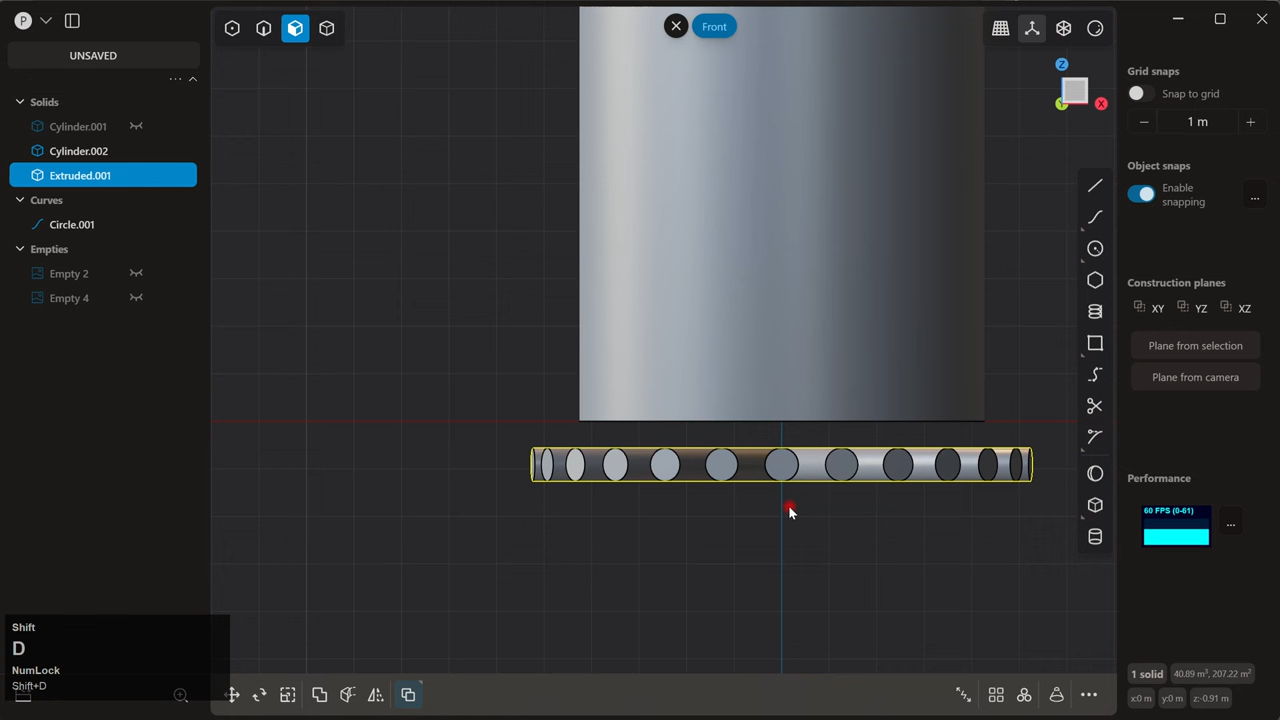 P
UNSAVED
...
Solids
Cylinder.001
Cylinder.002
Extruded.001
Curves
Circle.001
Empties
Empty 2
Empty 4
Shift
D
NumLock
Shift+D
Front
Z
Y
X
Grid snaps
Snap to grid
1 m
Object snaps
Enable snapping
...
Construction planes
XY
YZ
XZ
Plane from selection
Plane from camera
Performance
60 FPS (0-61)
...
1 solid
40.89 m³, 207.22 m²
x:0 m
y:0 m
z:-0.91 m